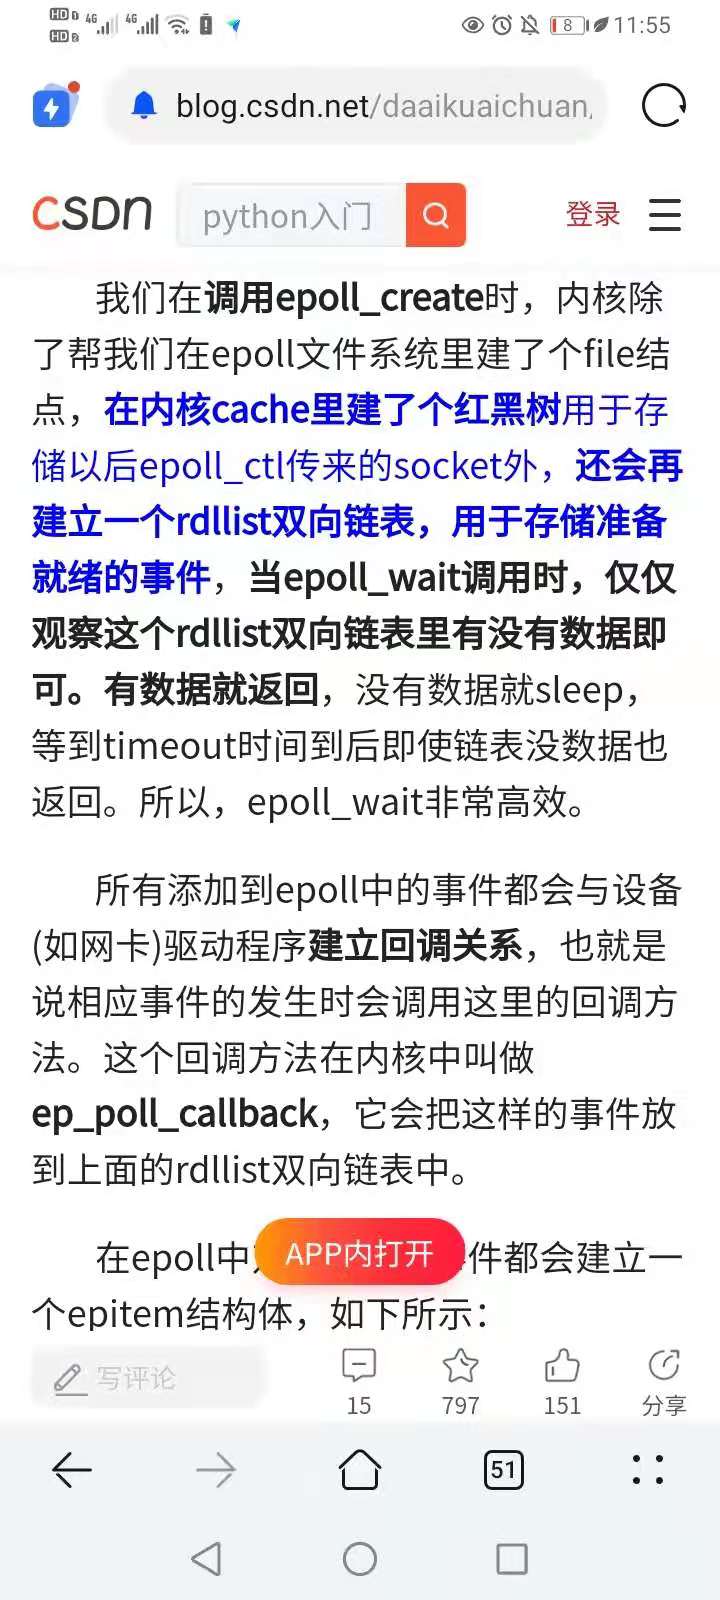 HD 1 4G 4G 8 11:55
HD 2
blog.csdn.net/daaikuaichuan/
CSDN python入门 登录
我们在调用epoll_create时，内核除
了帮我们在epoll文件系统里建了个file结
点，在内核cache里建了个红黑树用于存
储以后epoll_ctl传来的socket外，还会再
建立一个rdllist双向链表，用于存储准备
就绪的事件，当epoll_wait调用时，仅仅
观察这个rdllist双向链表里有没有数据即
可。有数据就返回，没有数据就sleep，
等到timeout时间到后即使链表没数据也
返回。所以，epoll_wait非常高效。
所有添加到epoll中的事件都会与设备
(如网卡)驱动程序建立回调关系，也就是
说相应事件的发生时会调用这里的回调方
法。这个回调方法在内核中叫做
ep_poll_callback，它会把这样的事件放
到上面的rdllist双向链表中。
在epoll中 APP内打开 件都会建立一
个epitem结构体，如下所示：
写评论 15 797 151 分享
51